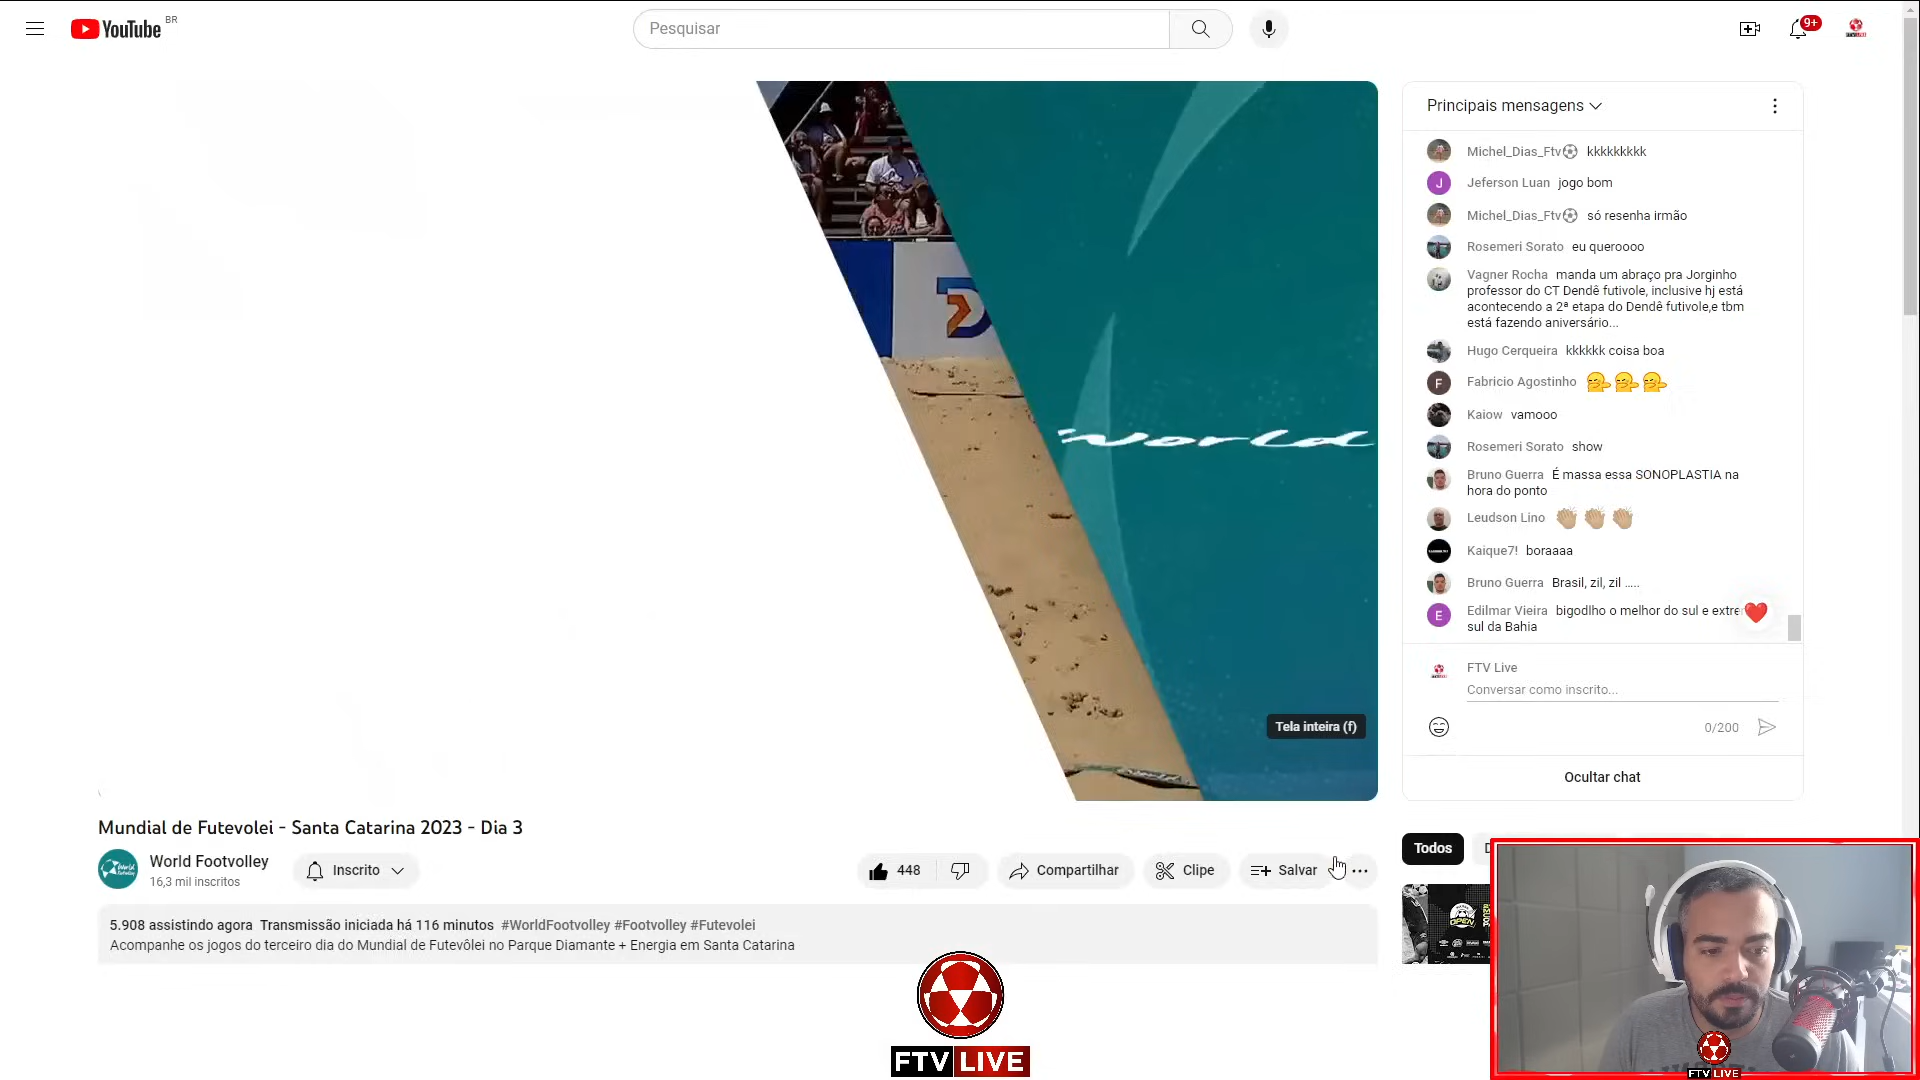 YouTube BR
Pesquisar
9+
Principais mensagens
Michel_Dias_Ftv⚽ kkkkkkkkk
Jeferson Luan jogo bom
Michel_Dias_Ftv⚽ só resenha irmão
Rosemeri Sorato eu queroooo
Vagner Rocha manda um abraço pra Jorginho
professor do CT Dendê futivole, inclusive hj está
acontecendo a 2ª etapa do Dendê futivole,e tbm
está fazendo aniversário...
Hugo Cerqueira kkkkkk coisa boa
Fabricio Agostinho
Kaiow vamooo
Rosemeri Sorato show
Bruno Guerra É massa essa SONOPLASTIA na
hora do ponto
Leudson Lino
Kaique7! boraaaa
Bruno Guerra Brasil, zil, zil .....
Edilmar Vieira bigodlho o melhor do sul e extre
sul da Bahia
World
Tela inteira (f)
FTV Live
Conversar como inscrito...
0/200
Ocultar chat
Mundial de Futevolei - Santa Catarina 2023 - Dia 3
World Footvolley
16,3 mil inscritos
Inscrito
448
Compartilhar
Clipe
Salvar
Todos
5.908 assistindo agora Transmissão iniciada há 116 minutos #WorldFootvolley #Footvolley #Futevolei
Acompanhe os jogos do terceiro dia do Mundial de Futevôlei no Parque Diamante + Energia em Santa Catarina
OPEN
FTV LIVE
FTV LIVE